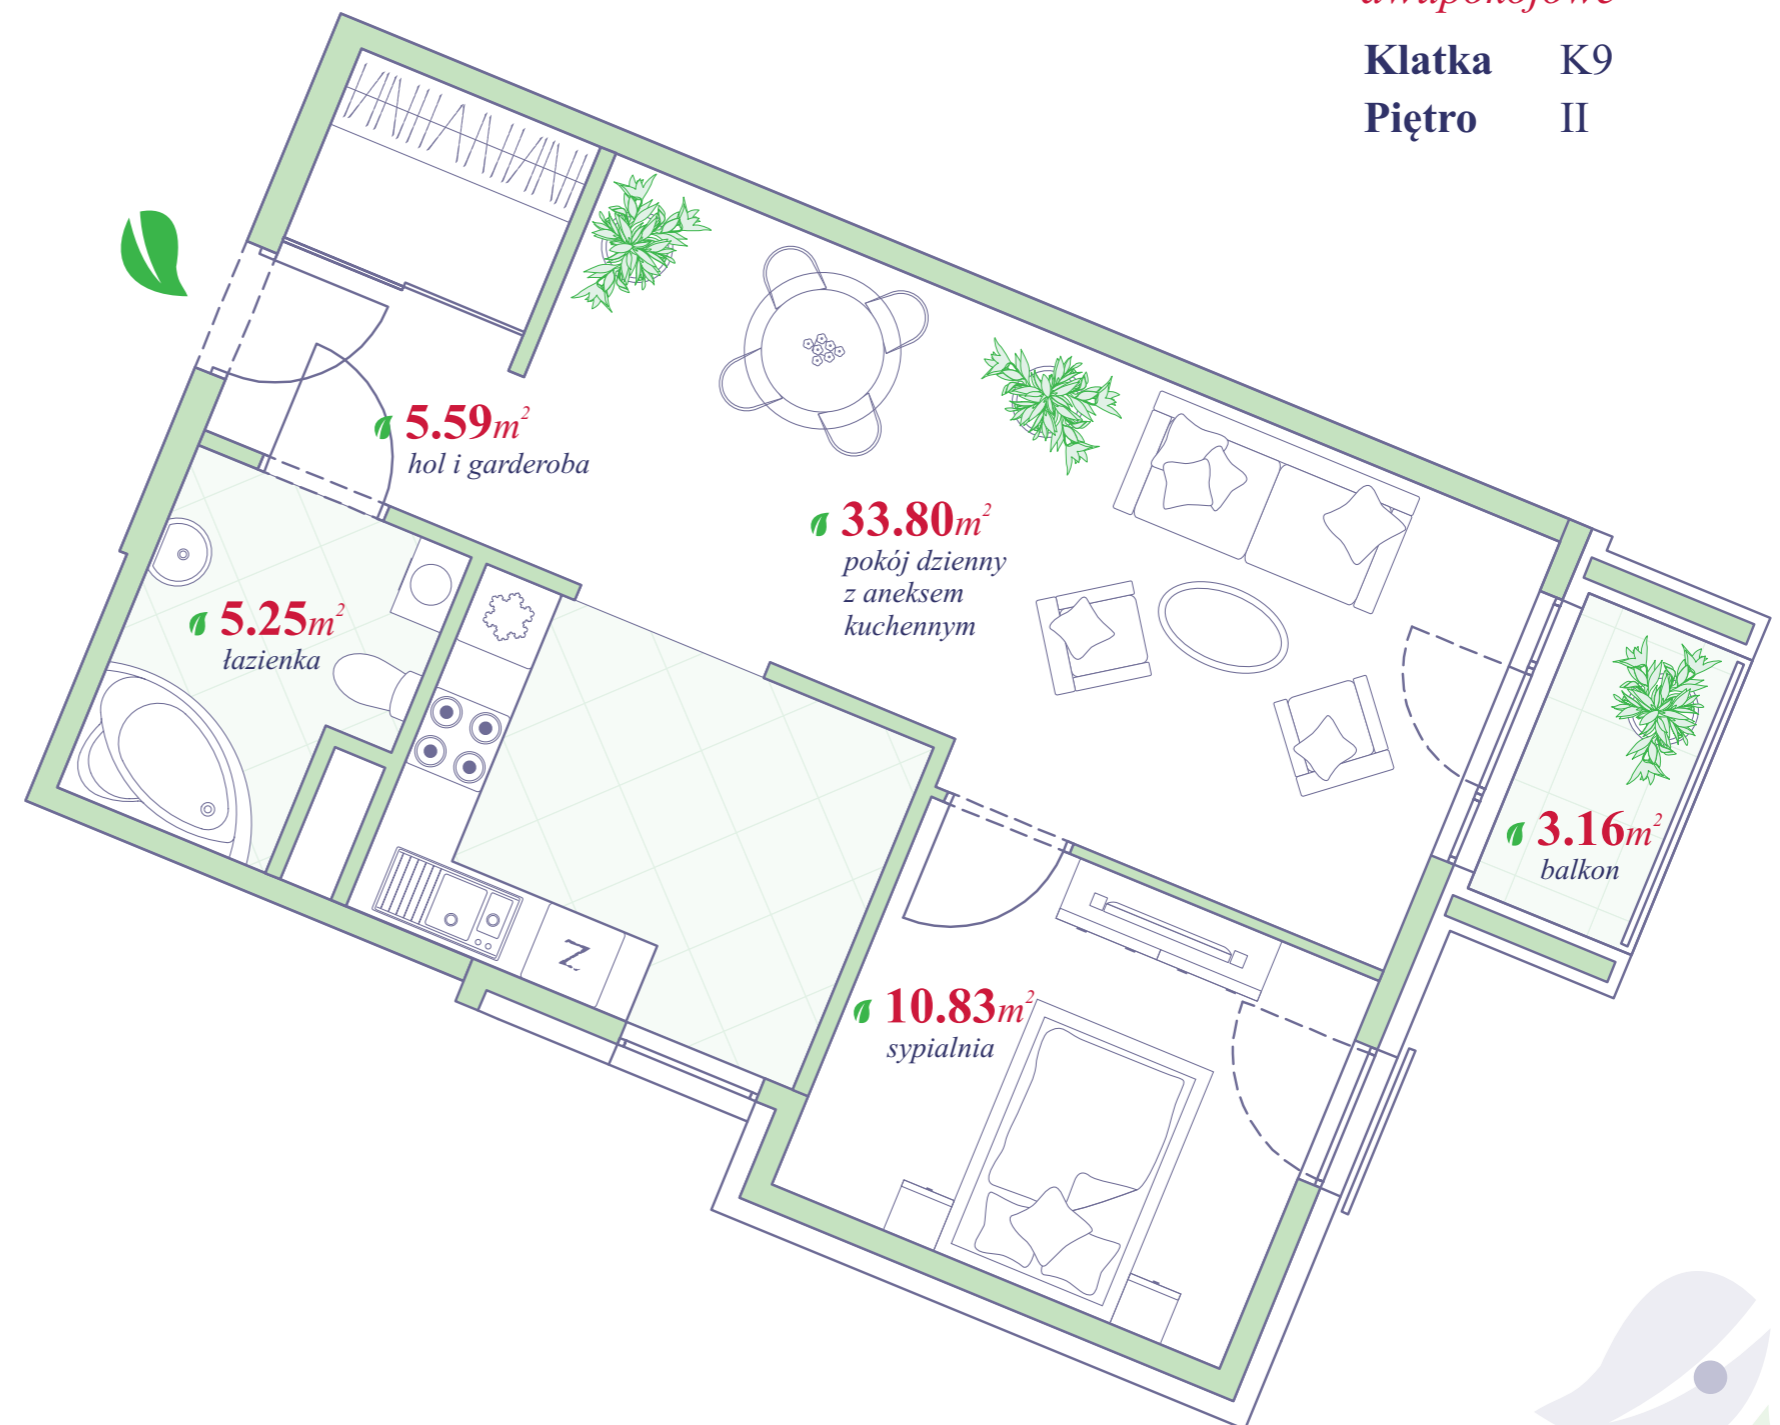 dwupokojowe
Klatka K9
Piętro II
5.59m²
hol i garderoba
33.80m²
pokój dzienny
z aneksem
kuchennym
5.25m²
łazienka
3.16m²
balkon
Z
10.83m²
sypialnia